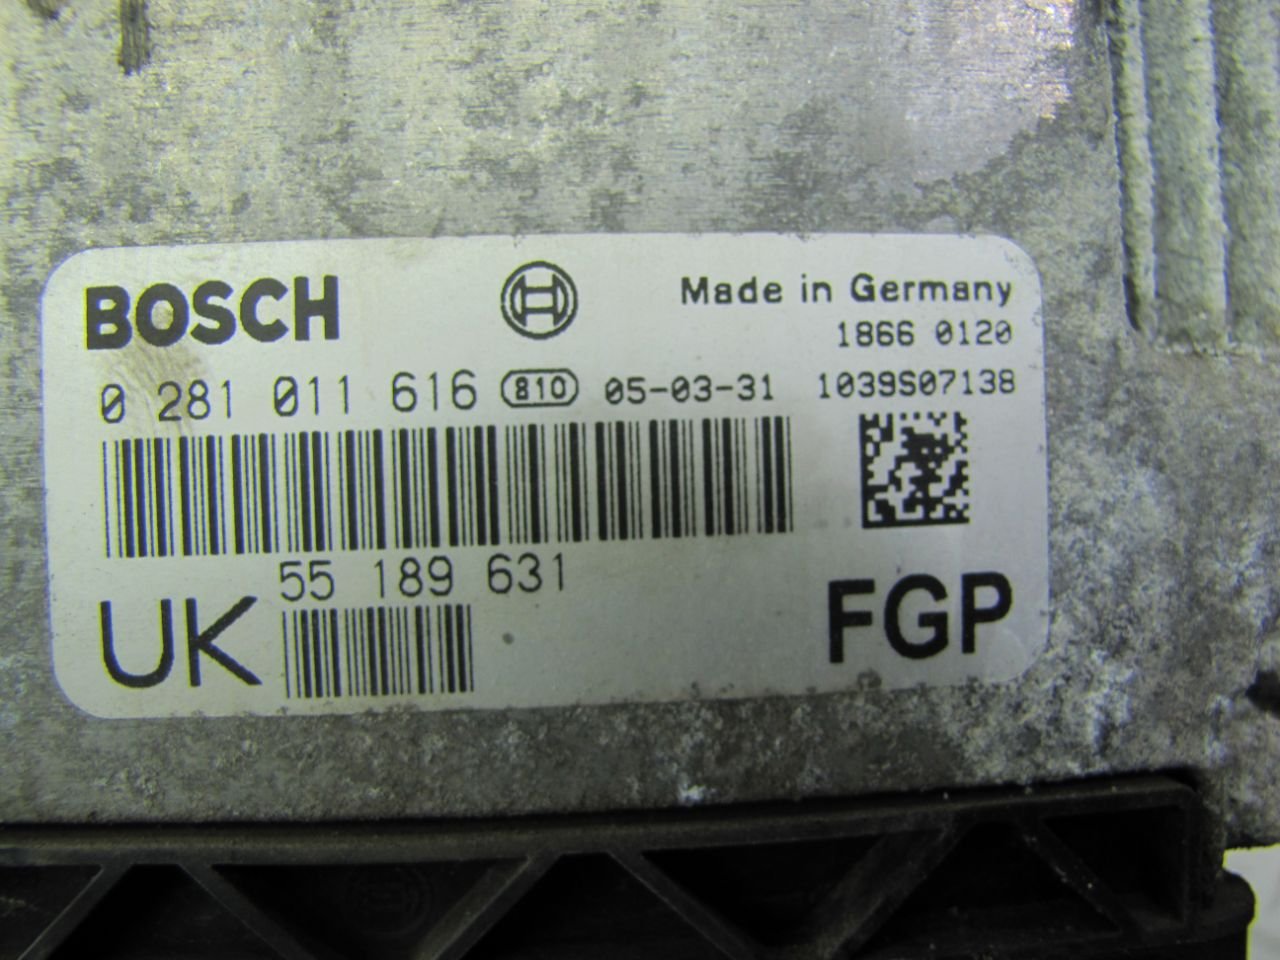 BOSCH
Made in Germany
1866 0120
0 281 011 616 810 05-03-31 1039S07138
55 189 631
UK
FGP